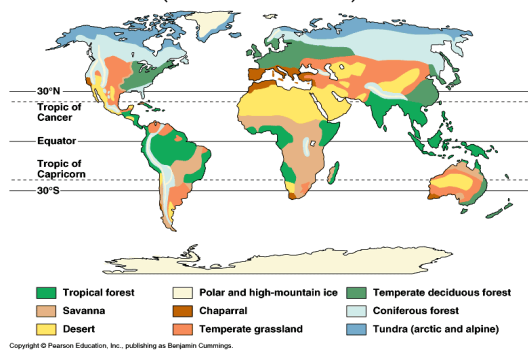 30°N
Tropic of
Cancer
Equator
Tropic of
Capricorn
30°S
Tropical forest
Savanna
Desert
Polar and high-mountain ice
Chaparral
Temperate grassland
Temperate deciduous forest
Coniferous forest
Tundra (arctic and alpine)
Copyright © Pearson Education, Inc., publishing as Benjamin Cummings.